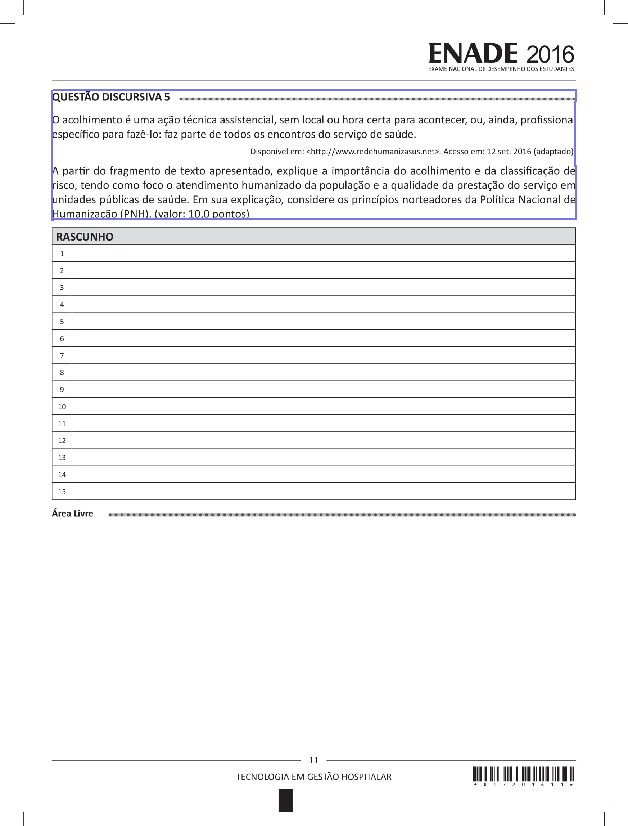 ENADE 2016
EXAME NACIONAL DE DESEMPENHO DOS ESTUDANTES
QUESTÃO DISCURSIVA 5
O acolhimento é uma ação técnica assistencial, sem local ou hora certa para acontecer, ou, ainda, profissional
específico para fazê-lo: faz parte de todos os encontros do serviço de saúde.
Disponível em: <http://www.redehumanizasus.net>. Acesso em: 12 set. 2016 (adaptado).
A partir do fragmento de texto apresentado, explique a importância do acolhimento e da classificação de
risco, tendo como foco o atendimento humanizado da população e a qualidade da prestação do serviço em
unidades públicas de saúde. Em sua explicação, considere os princípios norteadores da Política Nacional de
Humanização (PNH). (valor: 10,0 pontos)
RASCUNHO
1
2
3
4
5
6
7
8
9
10
11
12
13
14
15
Área Livre
11
TECNOLOGIA EM GESTÃO HOSPITALAR